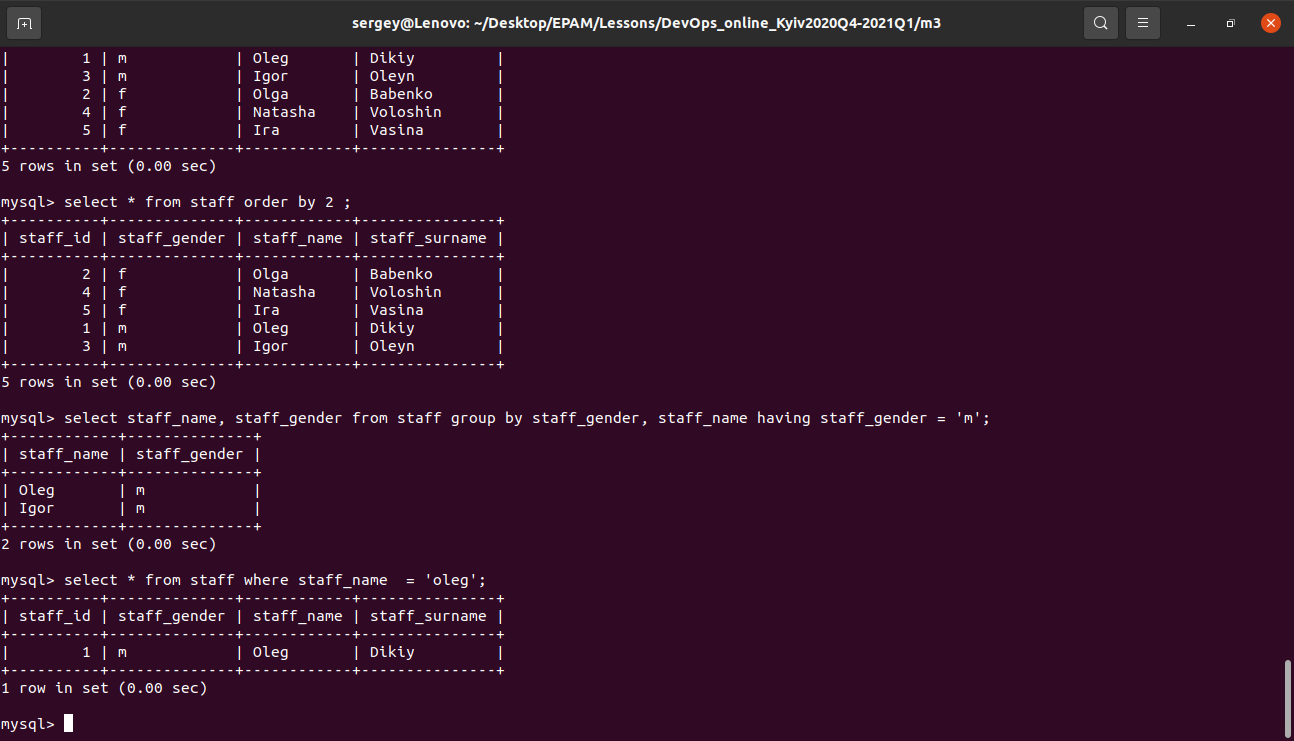 sergey@Lenovo: ~/Desktop/EPAM/Lessons/DevOps_online_Kyiv2020Q4-2021Q1/m3
|        1 | m            | Oleg       | Dikiy         |
|        3 | m            | Igor       | Oleyn         |
|        2 | f            | Olga       | Babenko       |
|        4 | f            | Natasha    | Voloshin      |
|        5 | f            | Ira        | Vasina        |
+----------+--------------+------------+---------------+
5 rows in set (0.00 sec)

mysql> select * from staff order by 2 ;
+----------+--------------+------------+---------------+
| staff_id | staff_gender | staff_name | staff_surname |
+----------+--------------+------------+---------------+
|        2 | f            | Olga       | Babenko       |
|        4 | f            | Natasha    | Voloshin      |
|        5 | f            | Ira        | Vasina        |
|        1 | m            | Oleg       | Dikiy         |
|        3 | m            | Igor       | Oleyn         |
+----------+--------------+------------+---------------+
5 rows in set (0.00 sec)

mysql> select staff_name, staff_gender from staff group by staff_gender, staff_name having staff_gender = 'm';
+------------+--------------+
| staff_name | staff_gender |
+------------+--------------+
| Oleg       | m            |
| Igor       | m            |
+------------+--------------+
2 rows in set (0.00 sec)

mysql> select * from staff where staff_name  = 'oleg';
+----------+--------------+------------+---------------+
| staff_id | staff_gender | staff_name | staff_surname |
+----------+--------------+------------+---------------+
|        1 | m            | Oleg       | Dikiy         |
+----------+--------------+------------+---------------+
1 row in set (0.00 sec)

mysql>